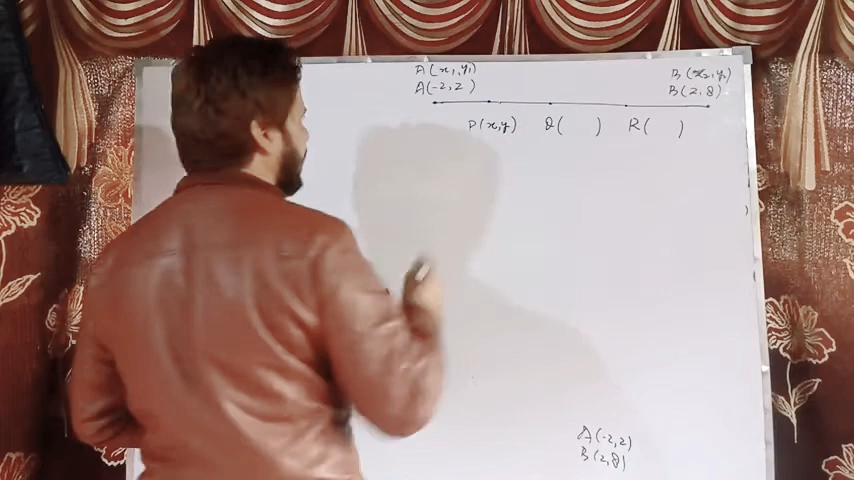 A(x₁,y₁) B(x₂,y₂)
A(-2,2) B(2,8)
P(x,y) Q( ) R( )
A(-2,2)
B(2,8)